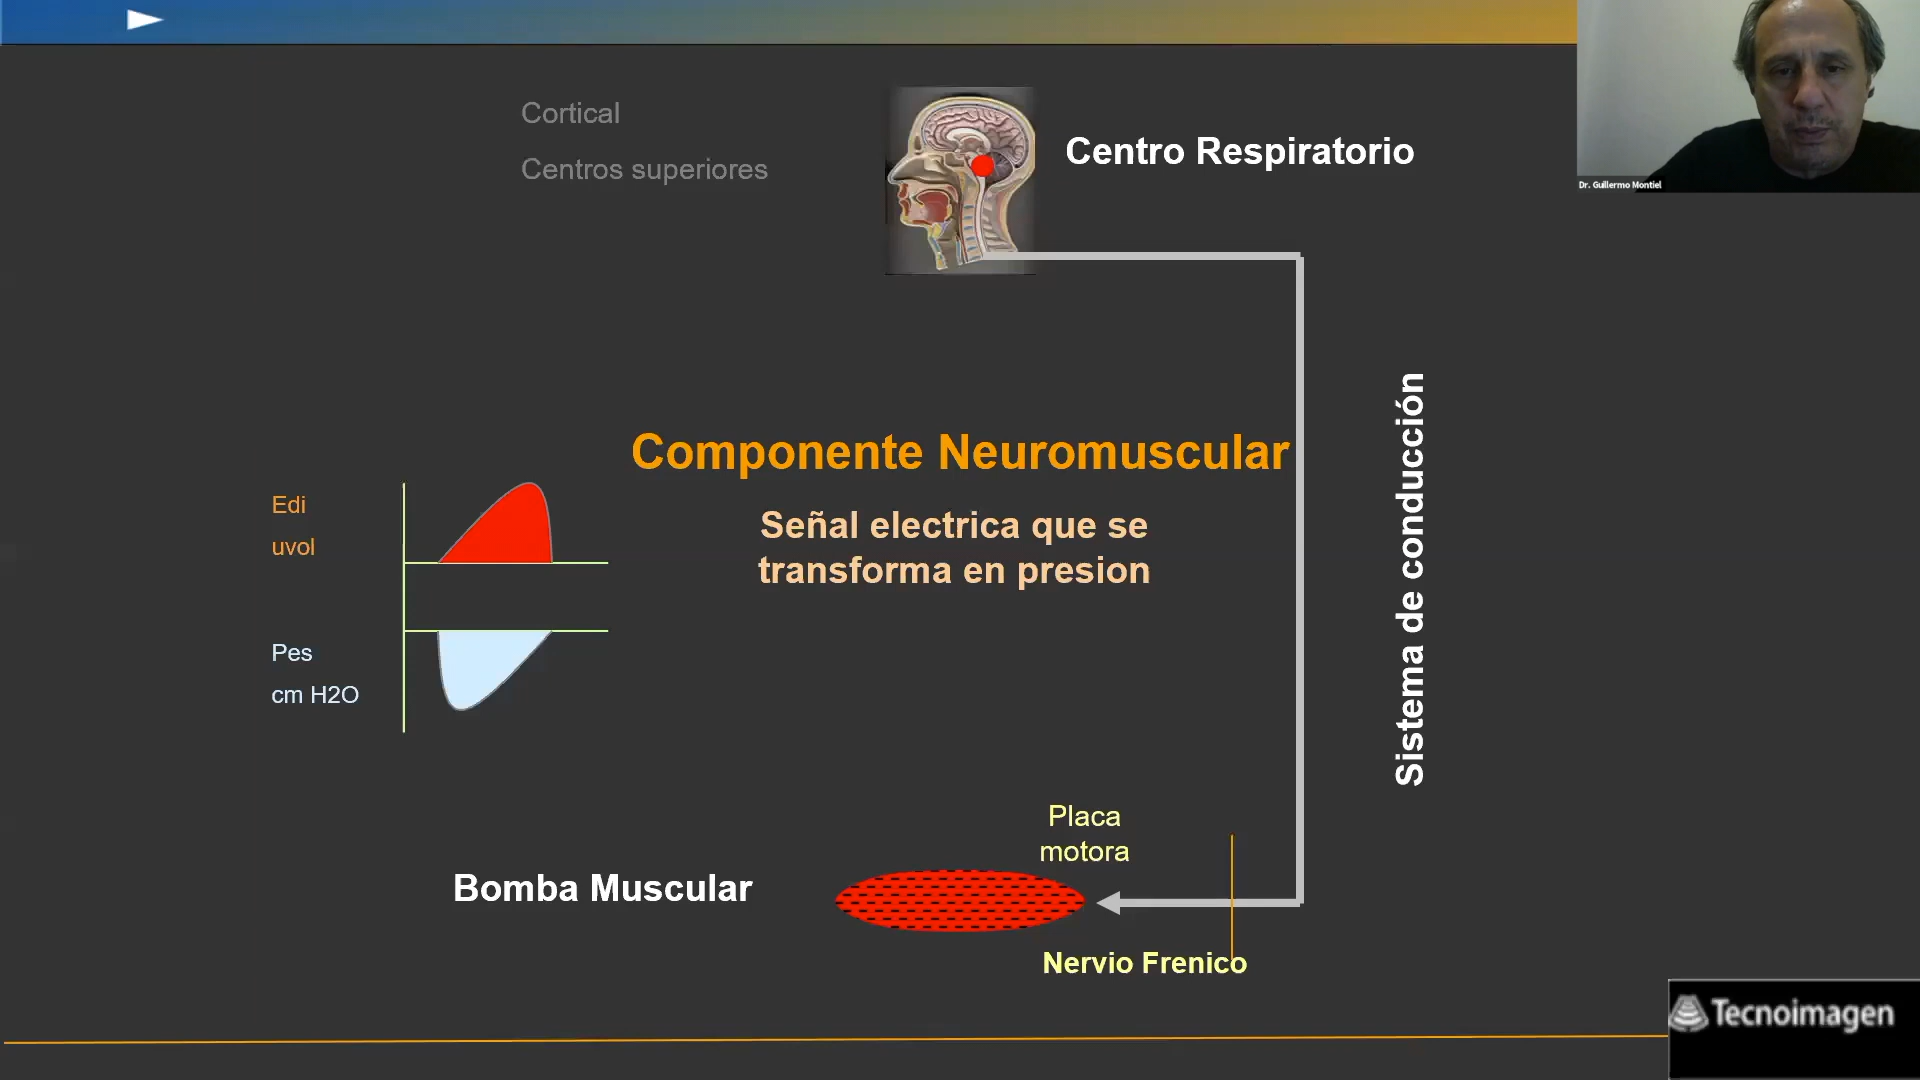 Cortical
Centros superiores
Centro Respiratorio
Dr. Guillermo Montiel
Componente Neuromuscular
Señal electrica que se
transforma en presion
Sistema de conducción
Edi
uvol
Pes
cm H2O
Placa
motora
Bomba Muscular
Nervio Frenico
Tecnoimagen